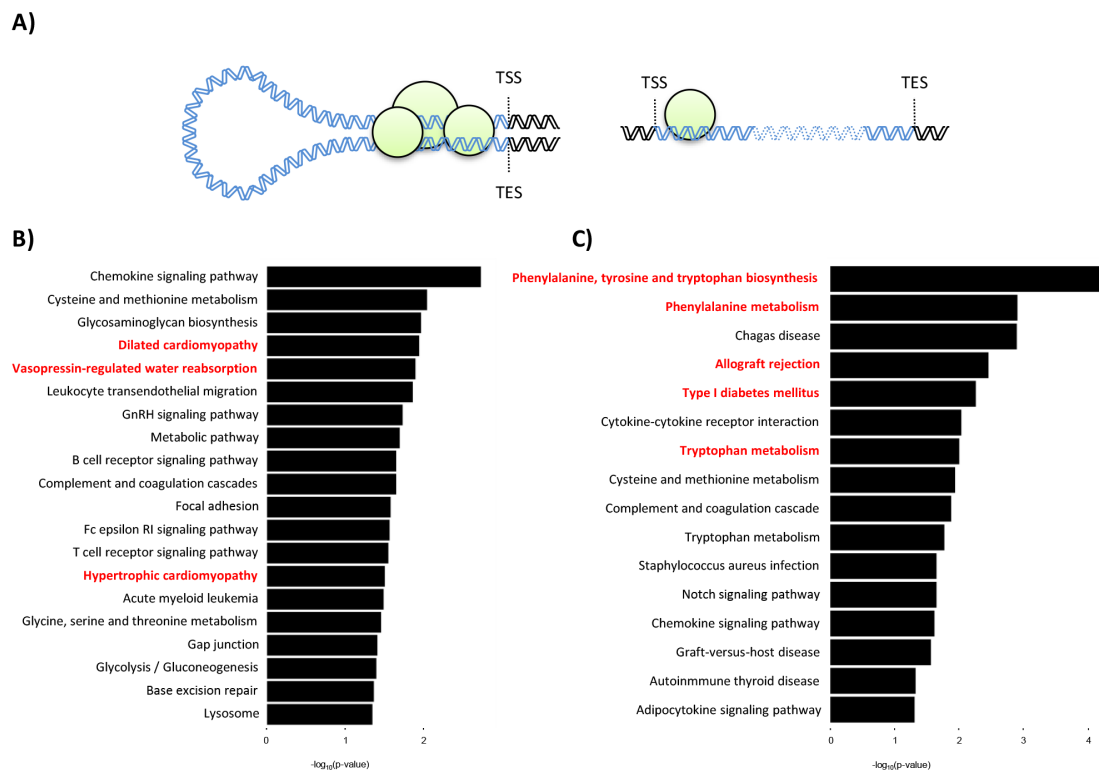 A)
TSS
TES
TSS
TES
B)
Chemokine signaling pathway
Cysteine and methionine metabolism
Glycosaminoglycan biosynthesis
Dilated cardiomyopathy
Vasopressin-regulated water reabsorption
Leukocyte transendothelial migration
GnRH signaling pathway
Metabolic pathway
B cell receptor signaling pathway
Complement and coagulation cascades
Focal adhesion
Fc epsilon RI signaling pathway
T cell receptor signaling pathway
Hypertrophic cardiomyopathy
Acute myeloid leukemia
Glycine, serine and threonine metabolism
Gap junction
Glycolysis / Gluconeogenesis
Base excision repair
Lysosome
0 1 2
-log10(p-value)
C)
Phenylalanine, tyrosine and tryptophan biosynthesis
Phenylalanine metabolism
Chagas disease
Allograft rejection
Type I diabetes mellitus
Cytokine-cytokine receptor interaction
Tryptophan metabolism
Cysteine and methionine metabolism
Complement and coagulation cascade
Tryptophan metabolism
Staphylococcus aureus infection
Notch signaling pathway
Chemokine signaling pathway
Graft-versus-host disease
Autoinmmune thyroid disease
Adipocytokine signaling pathway
0 1 2 3 4
-log10(p-value)